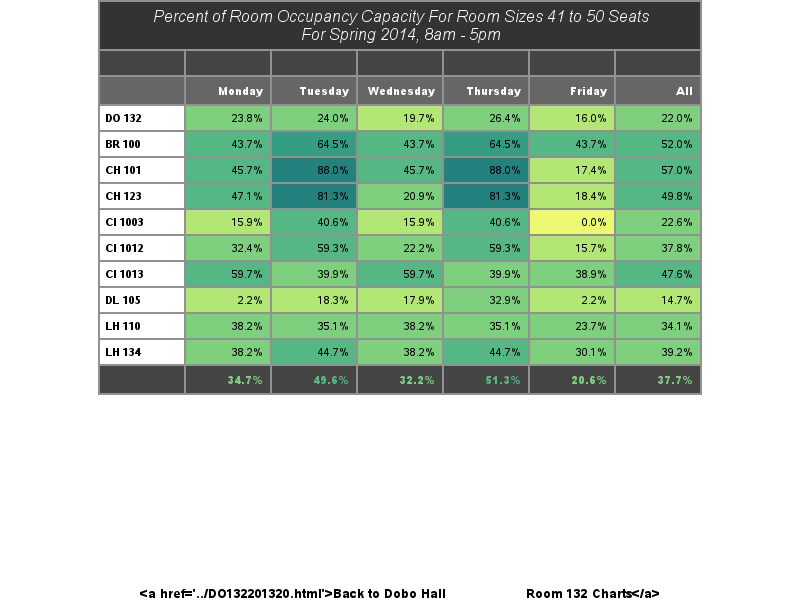 Percent of Room Occupancy Capacity For Room Sizes 41 to 50 Seats
For Spring 2014, 8am - 5pm
Monday Tuesday Wednesday Thursday Friday All
DO 132 23.8% 24.0% 19.7% 26.4% 16.0% 22.0%
BR 100 43.7% 64.5% 43.7% 64.5% 43.7% 52.0%
CH 101 45.7% 88.0% 45.7% 88.0% 17.4% 57.0%
CH 123 47.1% 81.3% 20.9% 81.3% 18.4% 49.8%
CI 1003 15.9% 40.6% 15.9% 40.6% 0.0% 22.6%
CI 1012 32.4% 59.3% 22.2% 59.3% 15.7% 37.8%
CI 1013 59.7% 39.9% 59.7% 39.9% 38.9% 47.6%
DL 105 2.2% 18.3% 17.9% 32.9% 2.2% 14.7%
LH 110 38.2% 35.1% 38.2% 35.1% 23.7% 34.1%
LH 134 38.2% 44.7% 38.2% 44.7% 30.1% 39.2%
34.7% 49.6% 32.2% 51.3% 20.6% 37.7%
<a href='../DO132201320.html'>Back to Dobo Hall Room 132 Charts</a>